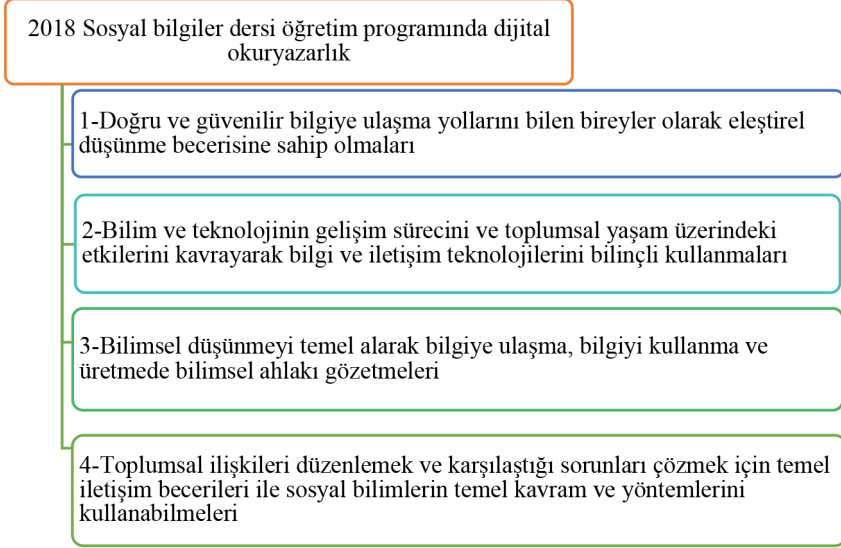 2018 Sosyal bilgiler dersi öğretim programında dijital
okuryazarlık
1-Doğru ve güvenilir bilgiye ulaşma yollarını bilen bireyler olarak eleştirel
düşünme becerisine sahip olmaları
2-Bilim ve teknolojinin gelişim sürecini ve toplumsal yaşam üzerindeki
etkilerini kavrayarak bilgi ve iletişim teknolojilerini bilinçli kullanmaları
3-Bilimsel düşünmeyi temel alarak bilgiye ulaşma, bilgiyi kullanma ve
üretmede bilimsel ahlakı gözetmeleri
4-Toplumsal ilişkileri düzenlemek ve karşılaştığı sorunları çözmek için temel
iletişim becerileri ile sosyal bilimlerin temel kavram ve yöntemlerini
kullanabilmeleri